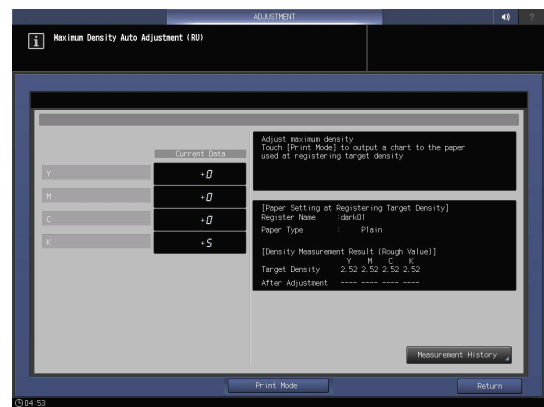 ADJUSTMENT
?
i
Maximum Density Auto Adjustment (RU)
Current Data
Y +0
M +0
C +0
K +5
Adjust maximum density
Touch [Print Mode] to output a chart to the paper
used at registering target density
[Paper Setting at Registering Target Density]
Register Name :dark01
Paper Type : Plain
[Density Measurement Result (Rough Value)]
Y M C K
Target Density 2.52 2.52 2.52 2.52
After Adjustment ---- ---- ---- ----
Measurement History
Print Mode
Return
04:53